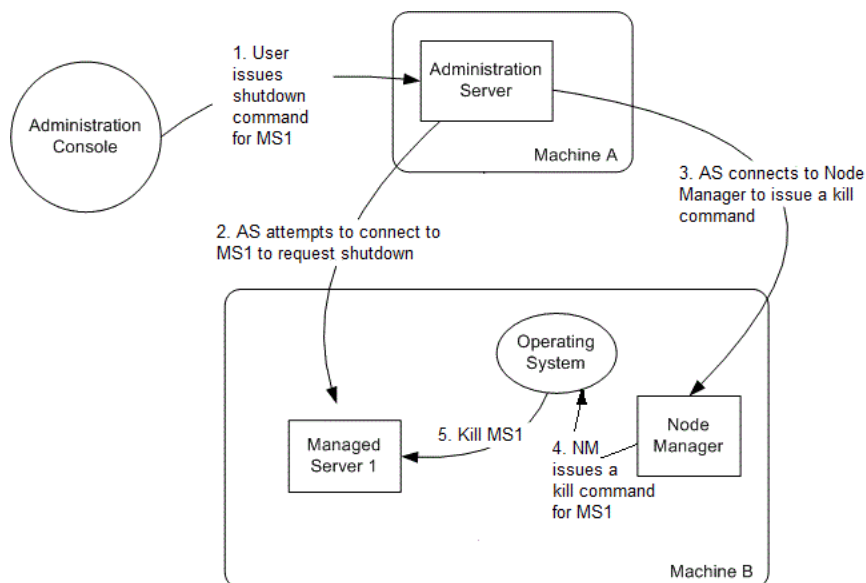 1. User
issues
shutdown
command
for MS1
Administration
Server
Administration
Console
Machine A
3. AS connects to Node
Manager to issue a kill
command
2. AS attempts to connect to
MS1 to request shutdown
Operating
System
Managed
Server 1
5. Kill MS1
4. NM
issues a
kill command
for MS1
Node
Manager
Machine B